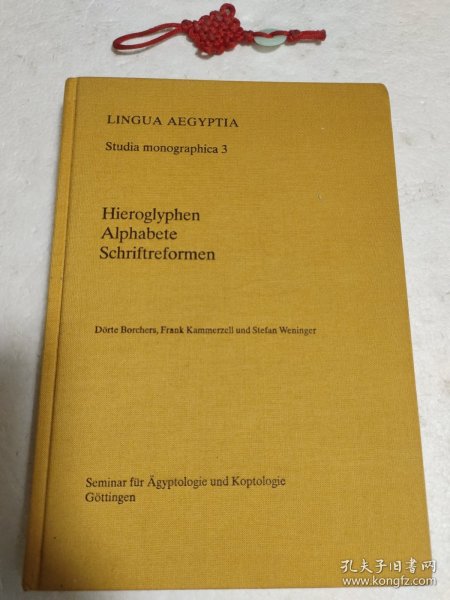 LINGUA AEGYPTIA
Studia monographica 3
Hieroglyphen
Alphabete
Schriftreformen
Dörte Borchers, Frank Kammerzell und Stefan Weninger
Seminar für Ägyptologie und Koptologie
Göttingen
孔夫子旧书网
www.kongfz.com